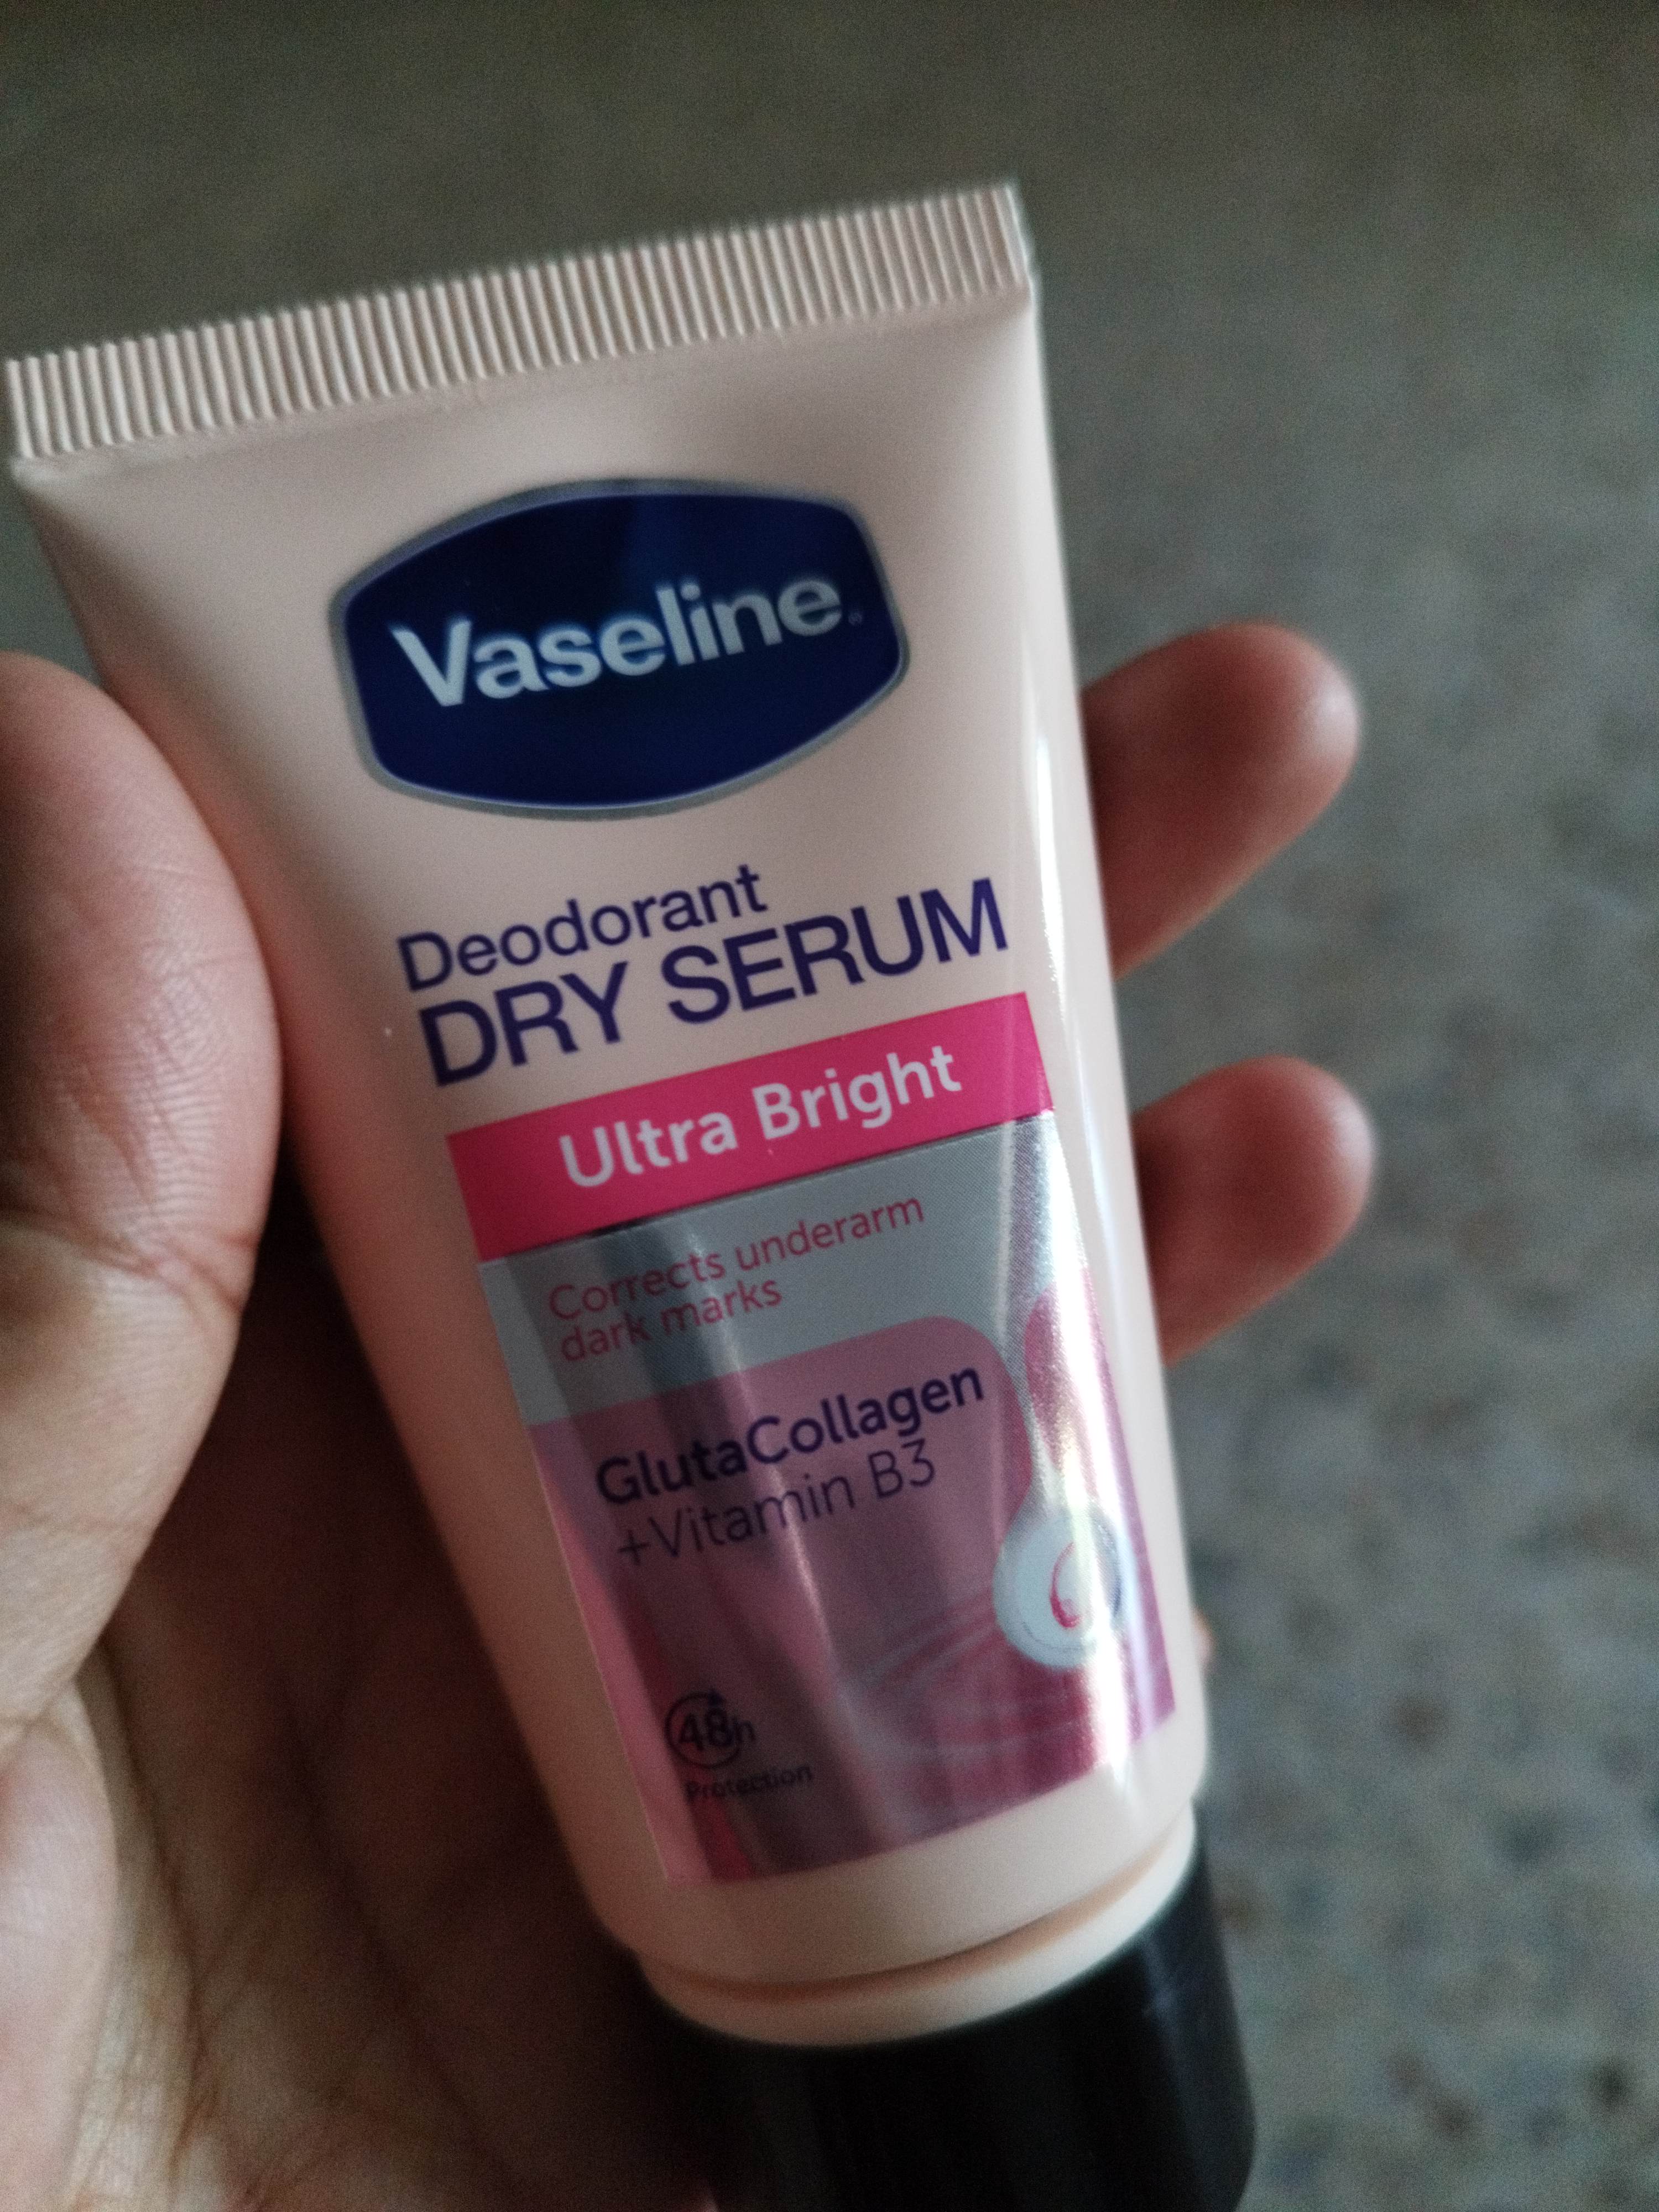 Vaseline
Deodorant
DRY SERUM
Ultra Bright
Corrects underarm
dark marks
GlutaCollagen
+Vitamin B3
48h
Protection